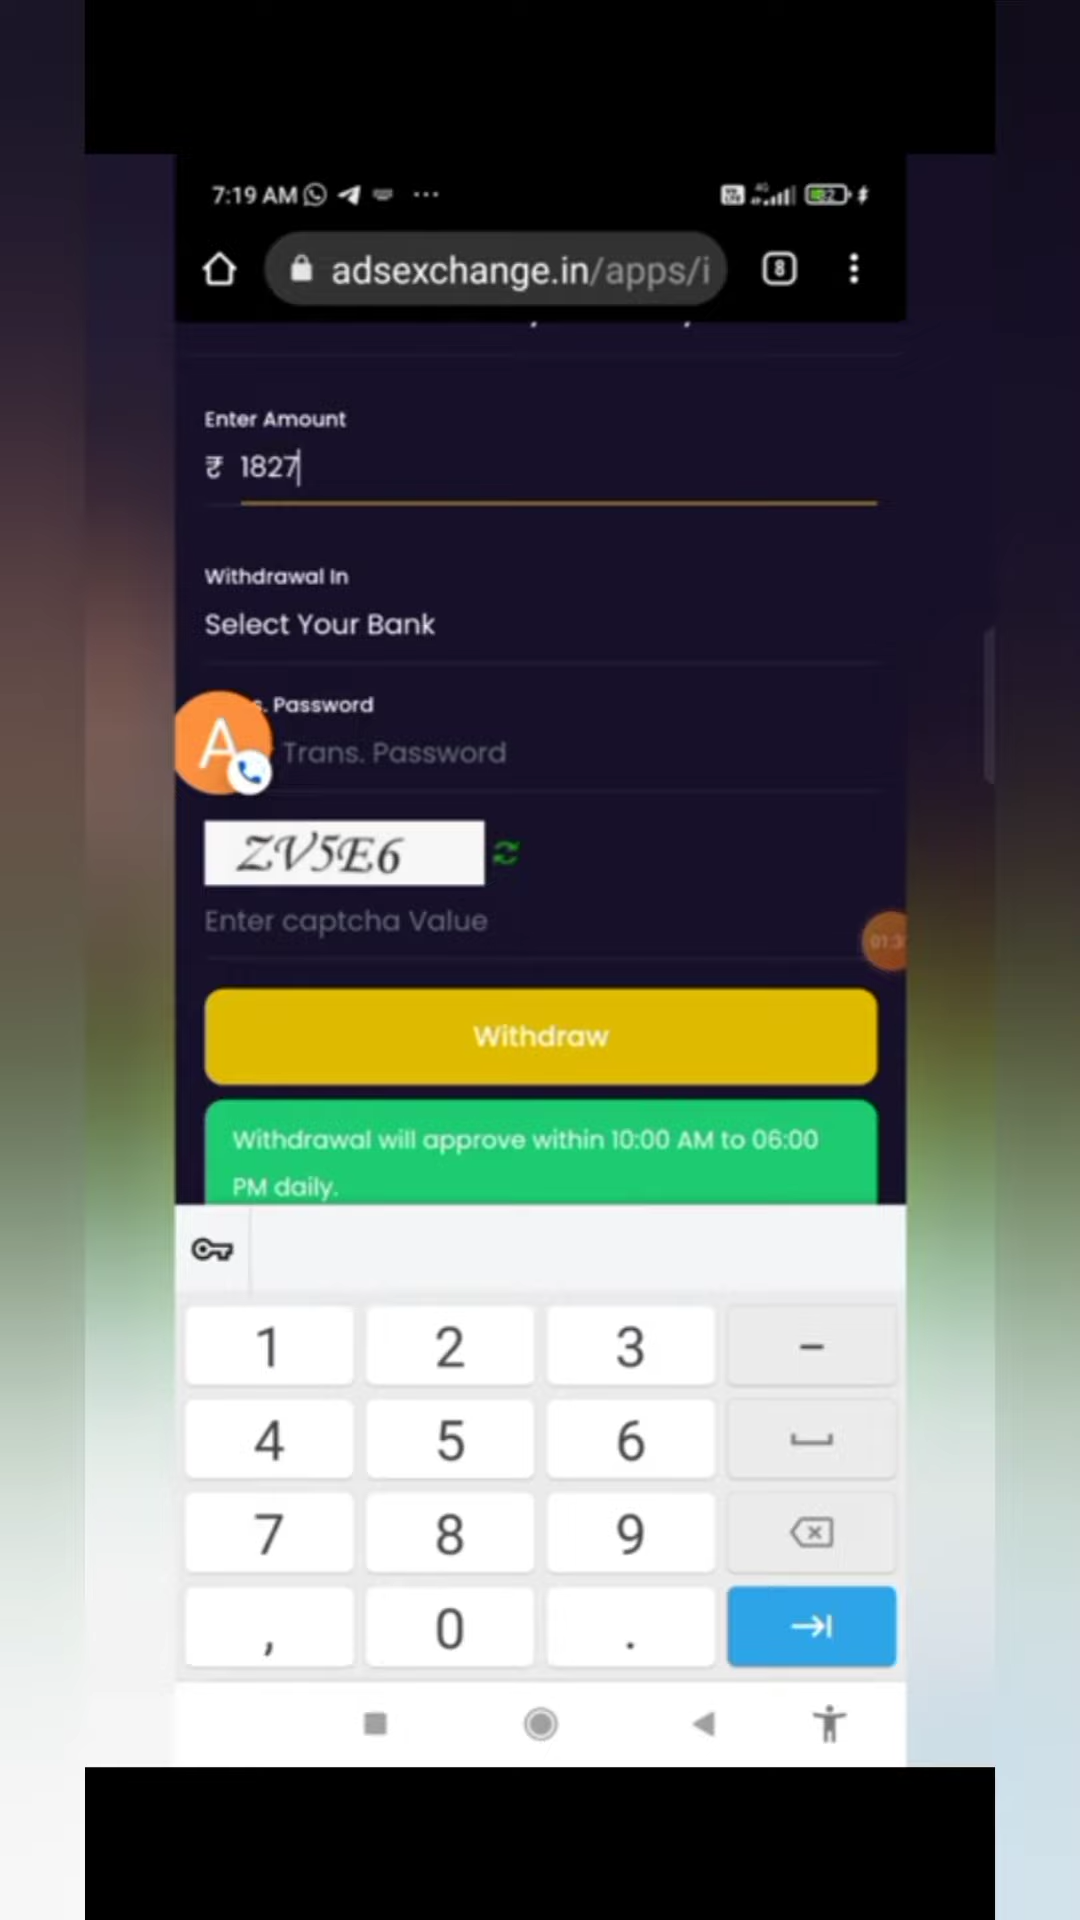 7:19 AM
adsexchange.in/apps/i
8
Enter Amount
₹ 1827
Withdrawal In
Select Your Bank
s. Password
A
Trans. Password
ZV5E6
Enter captcha Value
01:3
Withdraw
Withdrawal will approve within 10:00 AM to 06:00
PM daily.
1 2 3 -
4 5 6
7 8 9
, 0 .